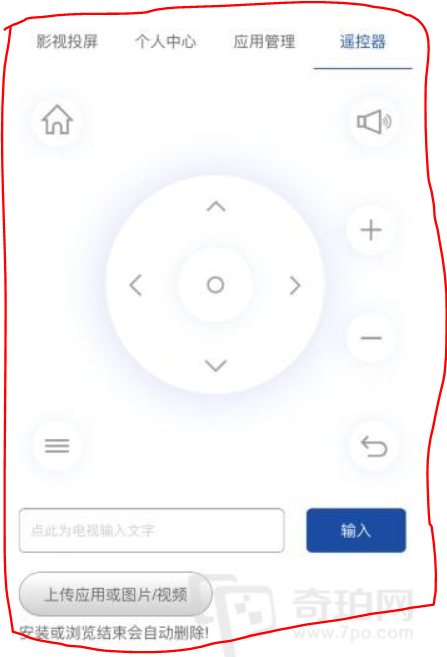 影视投屏 个人中心 应用管理 遥控器
点此为电视输入文字 输入
上传应用或图片/视频
安装或浏览结束会自动删除!
奇珀网
www.7po.com